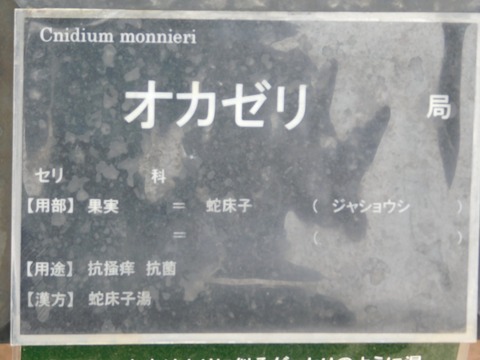 Cnidium monnieri
オカゼリ 局
セリ 科
【用部】 果実 = 蛇床子 ( ジャショウシ )
= ( )
【用途】 抗掻痒 抗菌
【漢方】 蛇床子湯